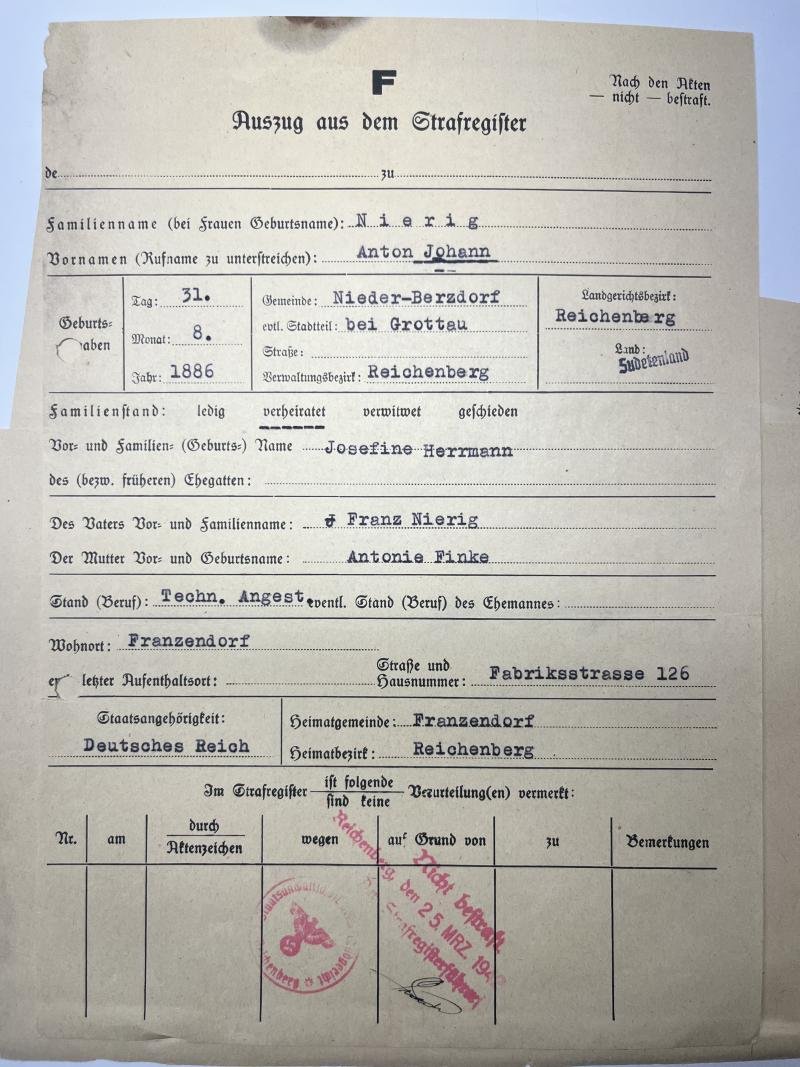 F
Nach den Akten
— nicht — bestraft.
Auszug aus dem Strafregister
de
zu
Familienname (bei Frauen Geburtsname): Nierig
Vornamen (Rufname zu unterstreichen): Anton Johann
Geburts=
aben
Tag: 31.
Monat: 8.
Jahr: 1886
Gemeinde: Nieder-Berzdorf
evtl. Stadtteil: bei Grottau
Straße:
Verwaltungsbezirk: Reichenberg
Landgerichtsbezirk:
Reichenberg
Land:
Sudetenland
Familienstand: ledig verheiratet verwitwet geschieden
Vor= und Familien= (Geburts=) Name Josefine Herrmann
des (bezw. früheren) Ehegatten:
Des Vaters Vor= und Familienname: Franz Nierig
Der Mutter Vor= und Geburtsname: Antonie Finke
Stand (Beruf): Techn. Angest. eventl. Stand (Beruf) des Ehemannes:
Wohnort: Franzendorf
letzter Aufenthaltsort:
Straße und
Hausnummer: Fabriksstrasse 126
Staatsangehörigkeit:
Deutsches Reich
Heimatgemeinde: Franzendorf
Heimatbezirk: Reichenberg
Im Strafregister ist folgende
sind keine Verurteilung(en) vermerkt:
Nr.
am
durch
Aktenzeichen
wegen
auf Grund von
zu
Bemerkungen
Nicht bestraft
Reichenberg, den 25. MRZ. 194
Strafregisterführer